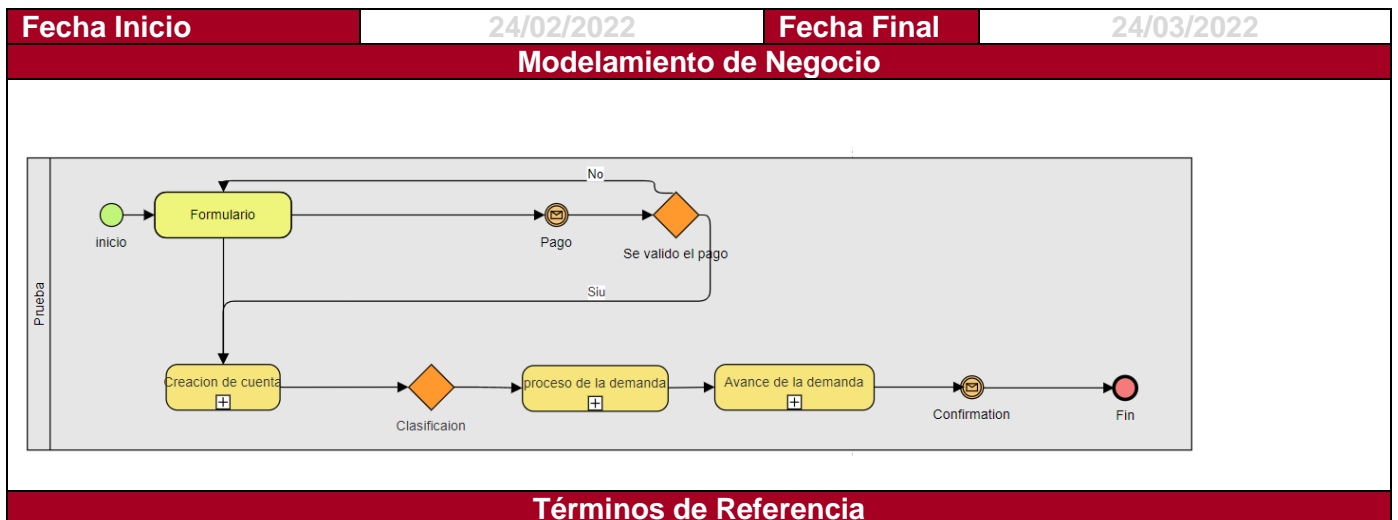 Fecha Inicio 24/02/2022 Fecha Final 24/03/2022
Modelamiento de Negocio
Prueba
inicio
Formulario
No
Pago
Se valido el pago
Siu
Creacion de cuenta
Clasificaion
proceso de la demanda
Avance de la demanda
Confirmation
Fin
Términos de Referencia